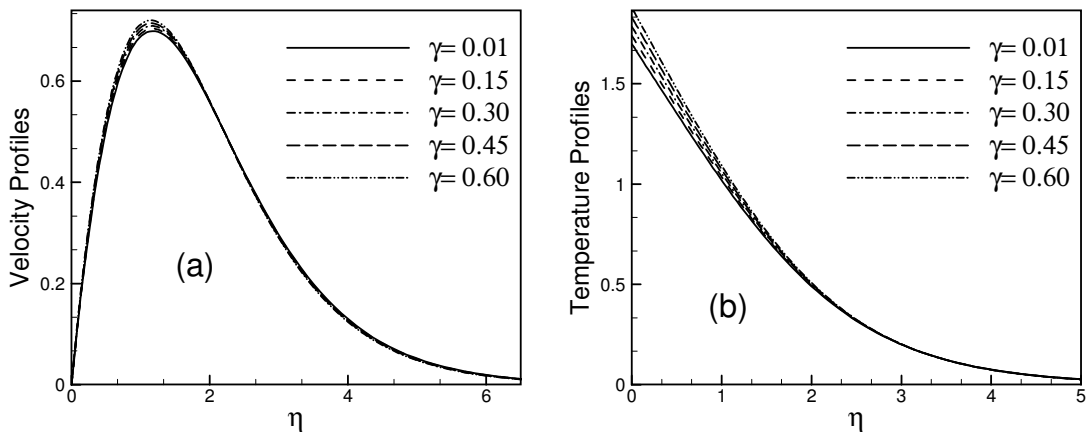 Velocity Profiles
0.6
0.4
0.2
0
0
2
4
6
η
γ= 0.01
γ= 0.15
γ= 0.30
γ= 0.45
γ= 0.60
(a)
Temperature Profiles
1.5
1
0.5
0
0
1
2
3
4
5
η
γ= 0.01
γ= 0.15
γ= 0.30
γ= 0.45
γ= 0.60
(b)